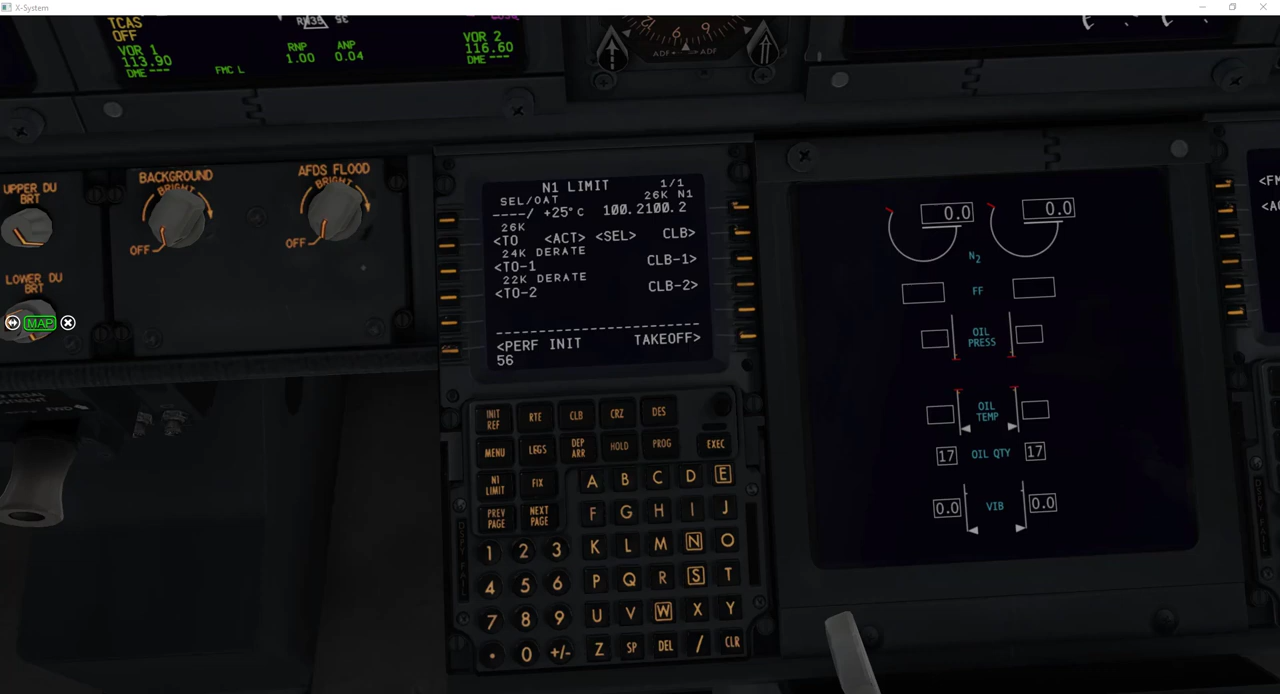 X-System
TCAS
OFF
VOR 1
113.90
DME ---
FMC L
RNP
1.00
ANP
0.04
VOR 2
116.60
DME ---
12
6
9
ADF
ADF
UPPER DU
BRT
BACKGROUND
BRIGHT
OFF
AFDS FLOOD
BRIGHT
OFF
LOWER DU
BRT
MAP
N1 LIMIT 1/1
SEL/OAT 26K N1
----/ +25°C 100.2100.2
26K
<TO <ACT> <SEL> CLB>
24K DERATE
<TO-1 CLB-1>
22K DERATE
<TO-2 CLB-2>
------------------------
<PERF INIT TAKEOFF>
56
INIT
REF
RTE
CLB
CRZ
DES
MENU
LEGS
DEP
ARR
HOLD
PROG
EXEC
N1
LIMIT
FIX
PREV
PAGE
NEXT
PAGE
A B C D E
F G H I J
1 2 3 K L M N O
4 5 6 P Q R S T
7 8 9 U V W X Y
. 0 +/- Z SP DEL / CLR
0.0 0.0
N2
FF
OIL
PRESS
OIL
TEMP
17 OIL QTY 17
0.0 VIB 0.0
<FM